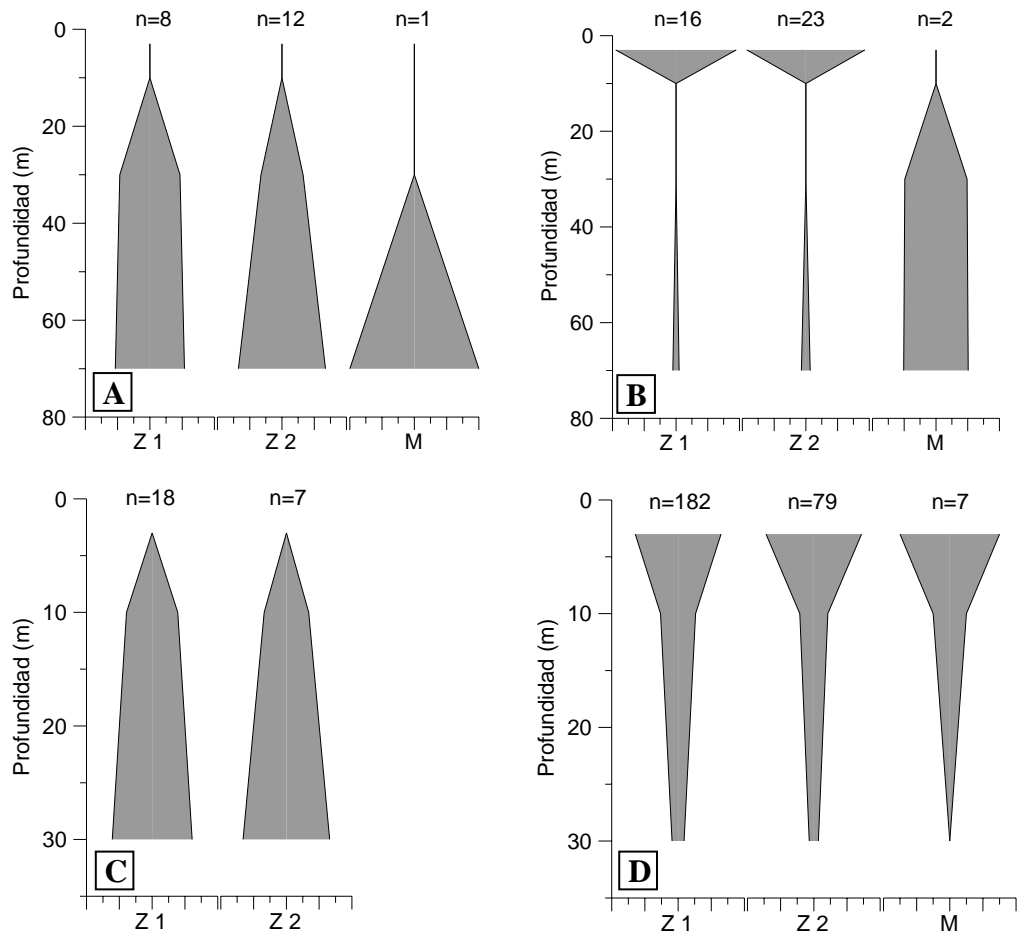 n=8 n=12 n=1
0
20
40
60
80
Profundidad (m)
A
Z 1 Z 2 M
n=16 n=23 n=2
0
20
40
60
80
Profundidad (m)
B
Z 1 Z 2 M
n=18 n=7
0
10
20
30
Profundidad (m)
C
Z 1 Z 2
n=182 n=79 n=7
0
10
20
30
Profundidad (m)
D
Z 1 Z 2 M